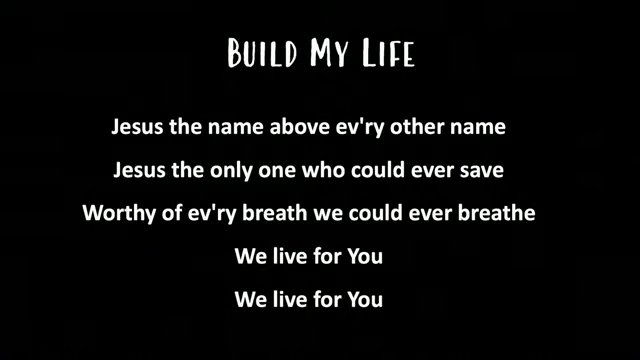 Build My Life
Jesus the name above ev'ry other name
Jesus the only one who could ever save
Worthy of ev'ry breath we could ever breathe
We live for You
We live for You